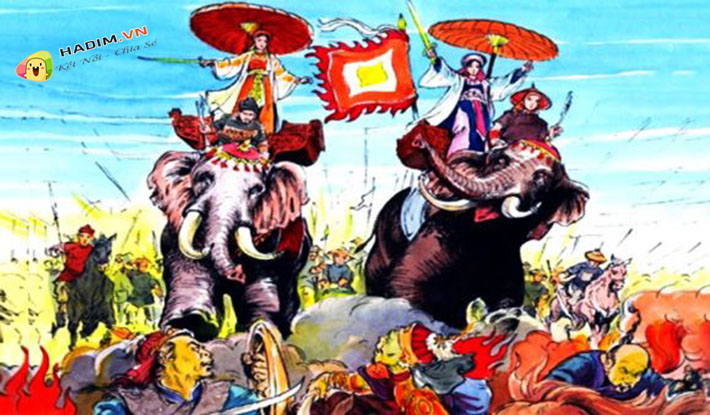 HADIM.VN
Kết Nối - Chia Sẻ